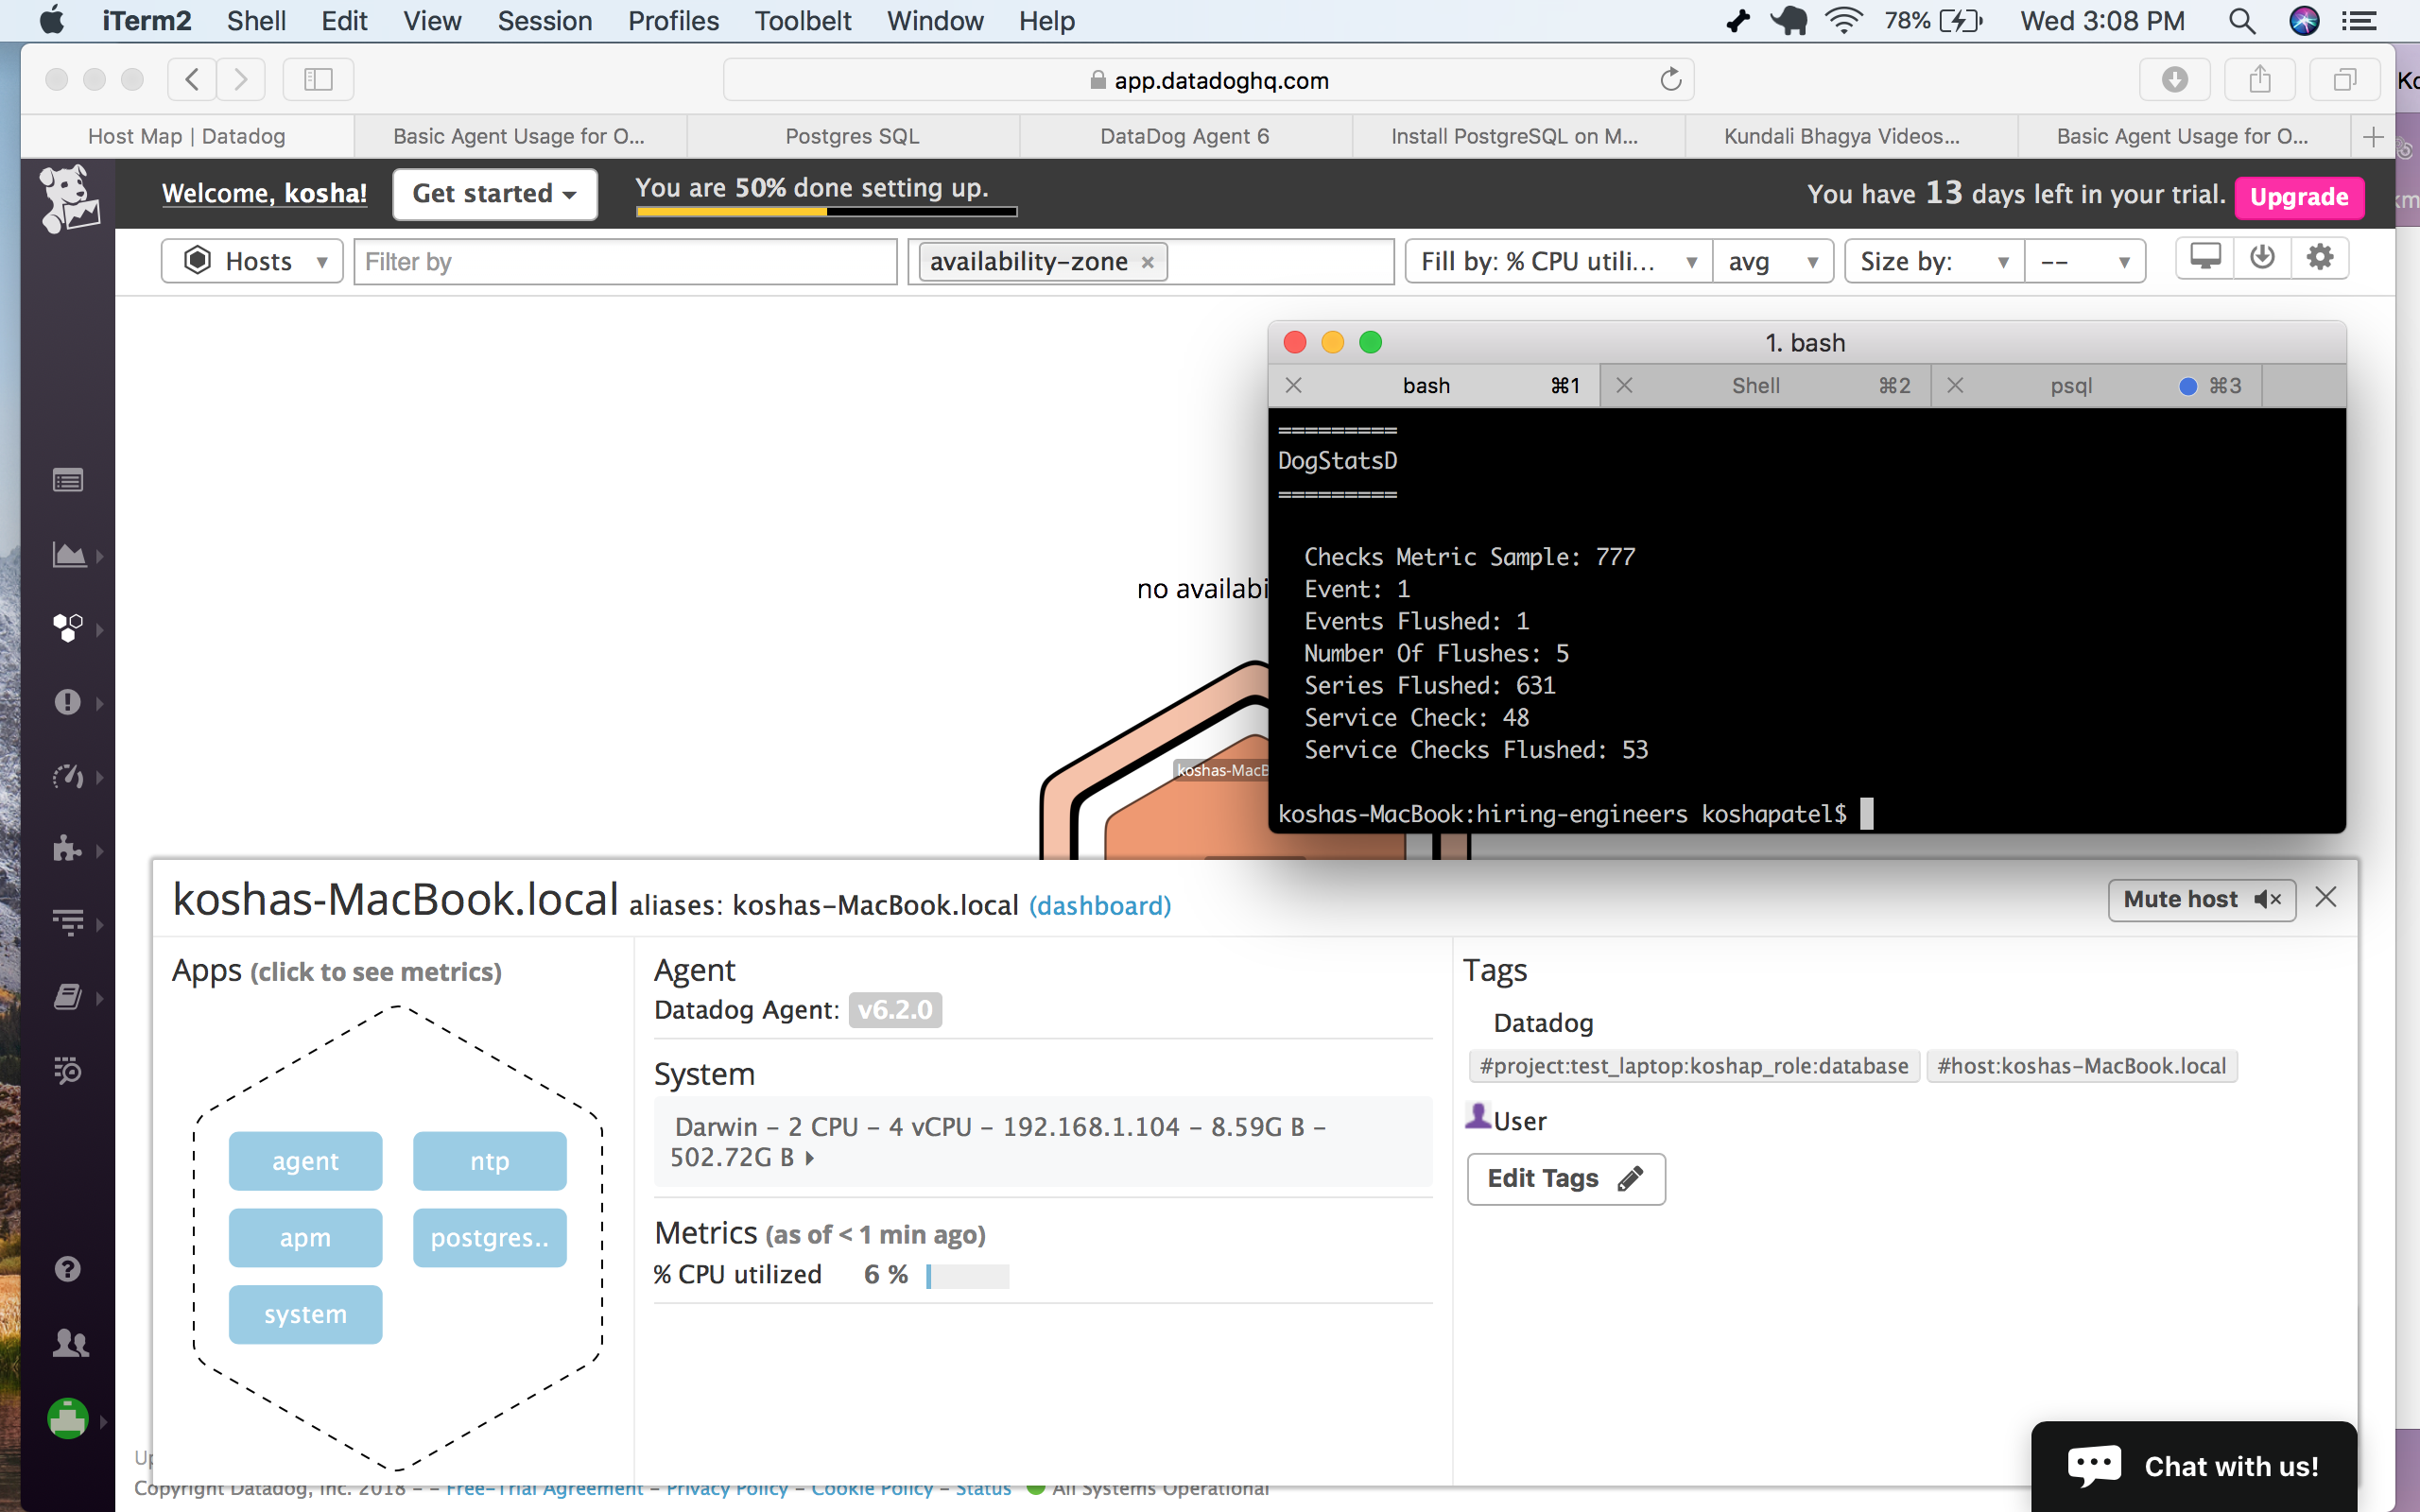 iTerm2 Shell Edit View Session Profiles Toolbelt Window Help 78% Wed 3:08 PM
app.datadoghq.com
Host Map | Datadog Basic Agent Usage for O... Postgres SQL DataDog Agent 6 Install PostgreSQL on M... Kundali Bhagya Videos... Basic Agent Usage for O...
Welcome, kosha! Get started You are 50% done setting up. You have 13 days left in your trial. Upgrade
Hosts Filter by availability-zone × Fill by: % CPU utili... avg Size by: --
1. bash
bash ⌘1 Shell ⌘2 psql ⌘3
=========
DogStatsD
=========
Checks Metric Sample: 777
Event: 1
Events Flushed: 1
Number Of Flushes: 5
Series Flushed: 631
Service Check: 48
Service Checks Flushed: 53
koshas-MacBook:hiring-engineers koshapatel$
no availabi
koshas-MacB
koshas-MacBook.local aliases: koshas-MacBook.local (dashboard) Mute host
Apps (click to see metrics)
agent ntp
apm postgres..
system
Agent
Datadog Agent: v6.2.0
System
Darwin - 2 CPU - 4 vCPU - 192.168.1.104 - 8.59G B -
502.72G B
Metrics (as of < 1 min ago)
% CPU utilized 6 %
Tags
Datadog
#project:test_laptop:koshap_role:database #host:koshas-MacBook.local
User
Edit Tags
Copyright Datadog, Inc. 2018 - - Free-Trial Agreement - Privacy Policy - Cookie Policy - Status All Systems Operational
Chat with us!